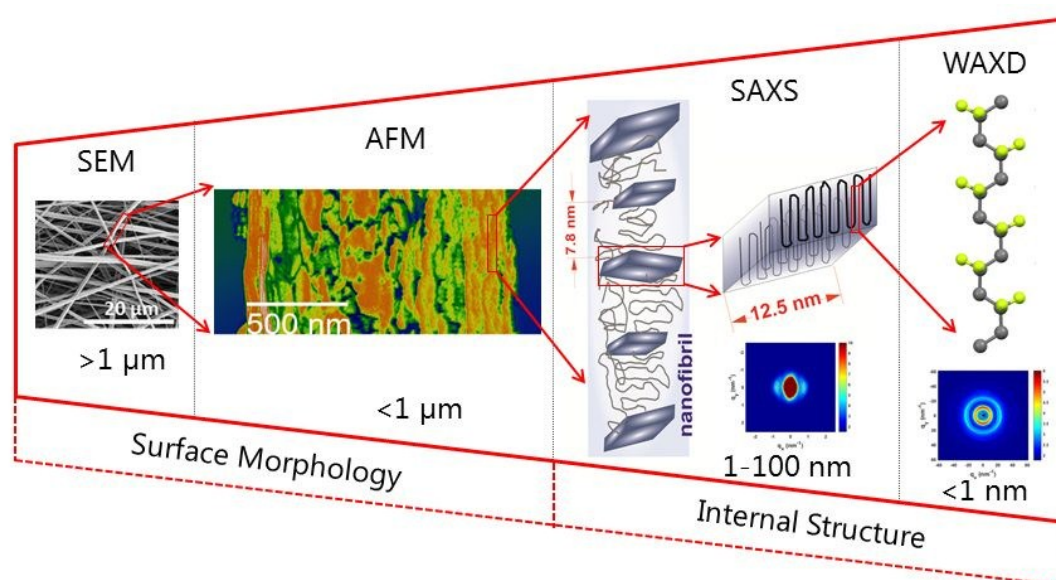 SEM
20 μm
>1 μm
AFM
500 nm
<1 μm
SAXS
7.8 nm
nanofibril
12.5 nm
1-100 nm
WAXD
<1 nm
Surface Morphology
Internal Structure